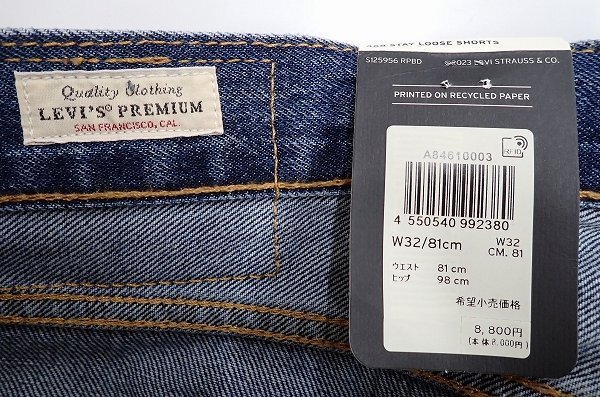 Quality Clothing
LEVI'S® PREMIUM
SAN FRANCISCO, CAL.
468 STAY LOOSE SHORTS
S125956 RPBD ©2023 LEVI STRAUSS & CO.
PRINTED ON RECYCLED PAPER
RFID
A84610003
4 550540 992380
W32/81cm
W32
CM. 81
ウエスト 81 cm
ヒップ 98 cm
希望小売価格
8,800円
(本体8,000円)